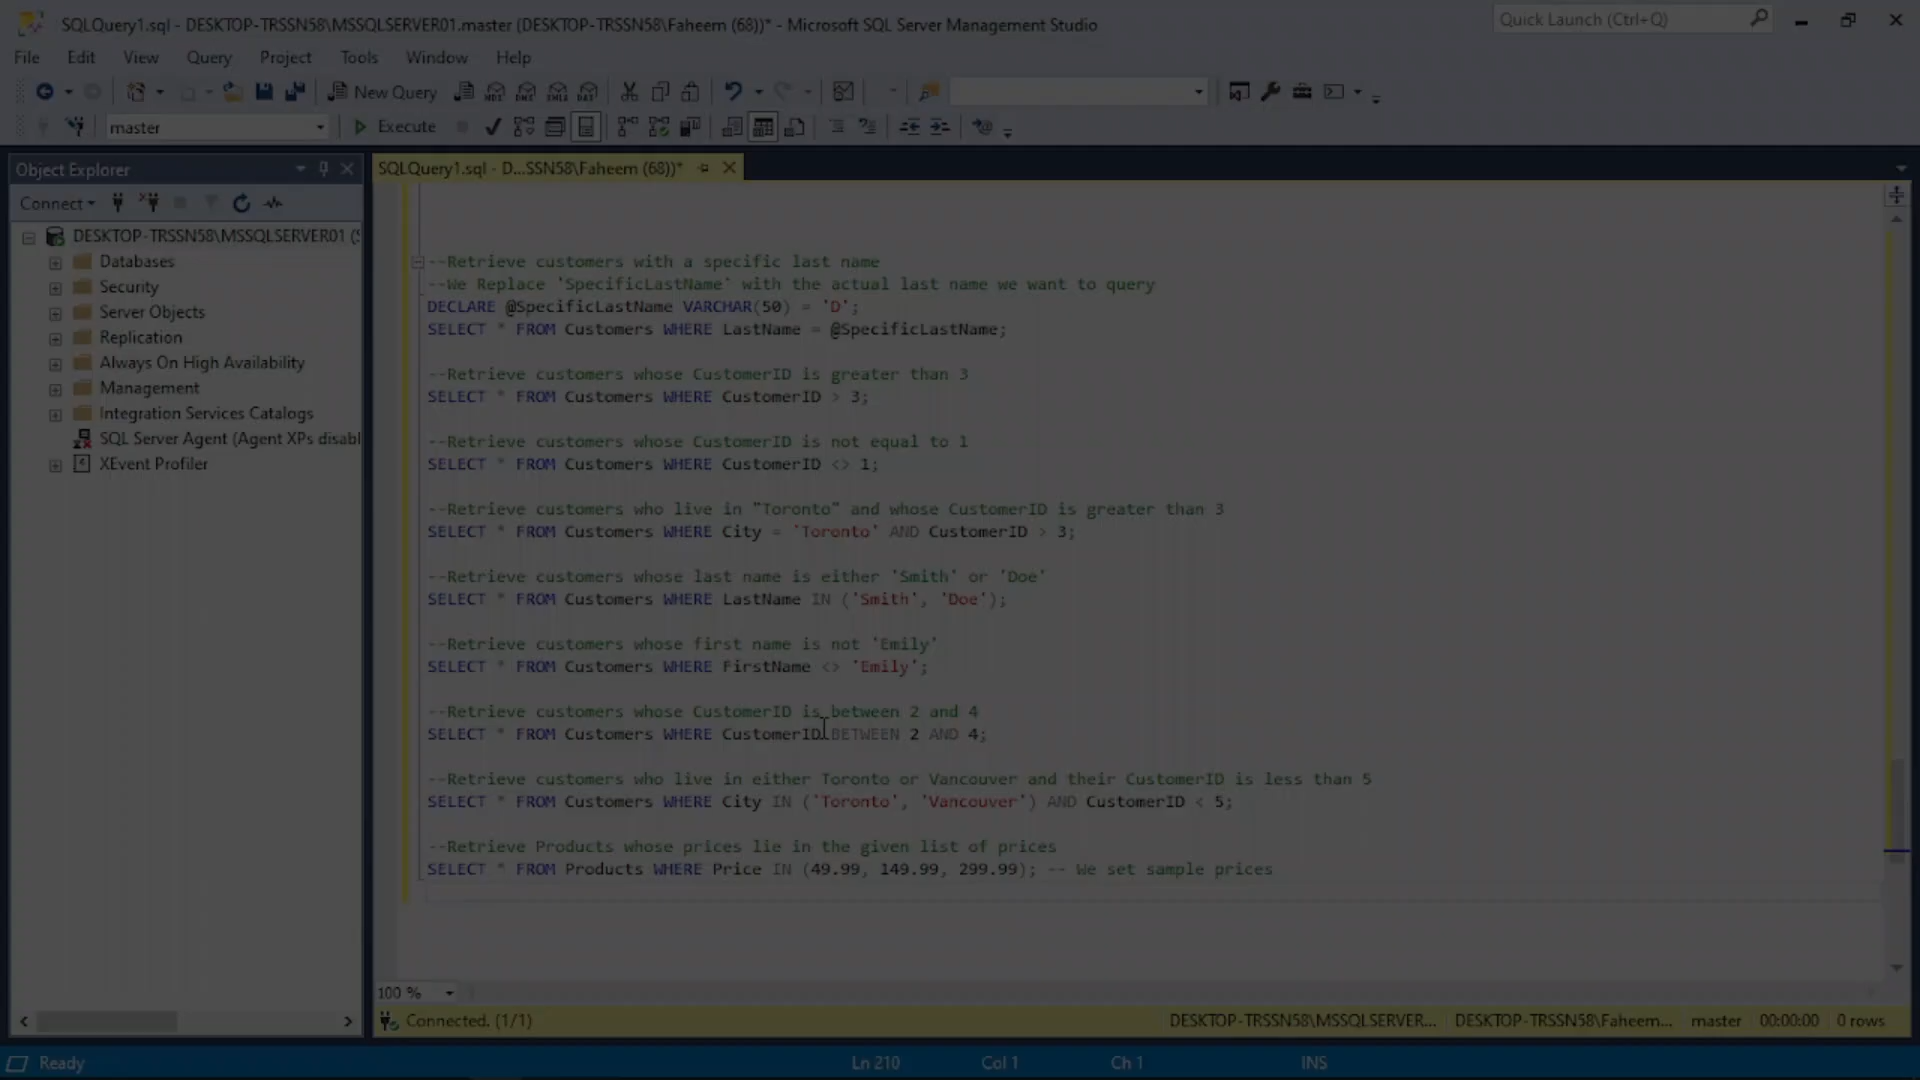 SQLQuery1.sql - DESKTOP-TRSSN58\MSSQLSERVER01.master (DESKTOP-TRSSN58\Faheem (68))* - Microsoft SQL Server Management Studio
Quick Launch (Ctrl+Q)
File Edit View Query Project Tools Window Help
New Query
master
Execute
Object Explorer
Connect
DESKTOP-TRSSN58\MSSQLSERVER01 (S
Databases
Security
Server Objects
Replication
Always On High Availability
Management
Integration Services Catalogs
SQL Server Agent (Agent XPs disabl
XEvent Profiler
SQLQuery1.sql - D...SSN58\Faheem (68))*
--Retrieve customers with a specific last name
--We Replace 'SpecificLastName' with the actual last name we want to query
DECLARE @SpecificLastName VARCHAR(50) = 'D';
SELECT * FROM Customers WHERE LastName = @SpecificLastName;
--Retrieve customers whose CustomerID is greater than 3
SELECT * FROM Customers WHERE CustomerID > 3;
--Retrieve customers whose CustomerID is not equal to 1
SELECT * FROM Customers WHERE CustomerID <> 1;
--Retrieve customers who live in "Toronto" and whose CustomerID is greater than 3
SELECT * FROM Customers WHERE City = 'Toronto' AND CustomerID > 3;
--Retrieve customers whose last name is either 'Smith' or 'Doe'
SELECT * FROM Customers WHERE LastName IN ('Smith', 'Doe');
--Retrieve customers whose first name is not 'Emily'
SELECT * FROM Customers WHERE FirstName <> 'Emily';
--Retrieve customers whose CustomerID is between 2 and 4
SELECT * FROM Customers WHERE CustomerID BETWEEN 2 AND 4;
--Retrieve customers who live in either Toronto or Vancouver and their CustomerID is less than 5
SELECT * FROM Customers WHERE City IN ('Toronto', 'Vancouver') AND CustomerID < 5;
--Retrieve Products whose prices lie in the given list of prices
SELECT * FROM Products WHERE Price IN (49.99, 149.99, 299.99); -- We set sample prices
100 %
Connected. (1/1)
DESKTOP-TRSSN58\MSSQLSERVER... DESKTOP-TRSSN58\Faheem... master 00:00:00 0 rows
Ready Ln 210 Col 1 Ch 1 INS